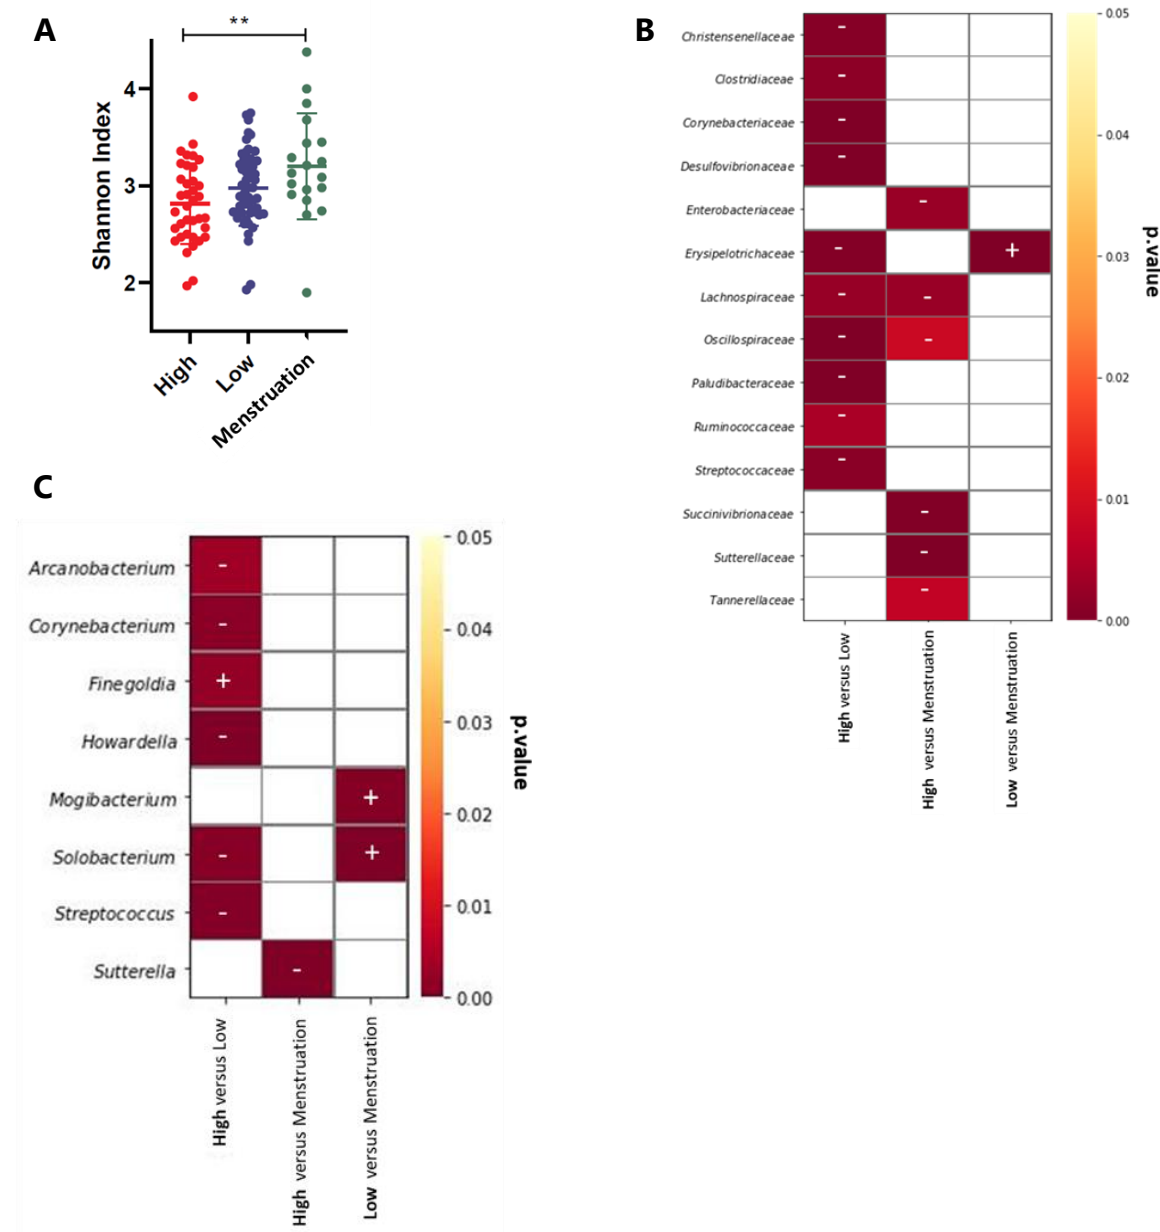 A
**
Shannon Index
4
3
2
High
Low
Menstruation
B
Christensenellaceae
Clostridiaceae
Corynebacteriaceae
Desulfovibrionaceae
Enterobacteriaceae
Erysipelotrichaceae
Lachnospiraceae
Oscillospiraceae
Paludibacteraceae
Ruminococcaceae
Streptococcaceae
Succinivibrionaceae
Sutterellaceae
Tannerellaceae
-
-
-
-
-
- +
- -
- -
-
-
-
-
-
-
High versus Low
High versus Menstruation
Low versus Menstruation
0.05
0.04
0.03
0.02
0.01
0.00
p.value
C
Arcanobacterium
Corynebacterium
Finegoldia
Howardella
Mogibacterium
Solobacterium
Streptococcus
Sutterella
-
-
+
-
+
- +
-
-
High versus Low
High versus Menstruation
Low versus Menstruation
0.05
0.04
0.03
0.02
0.01
0.00
p.value